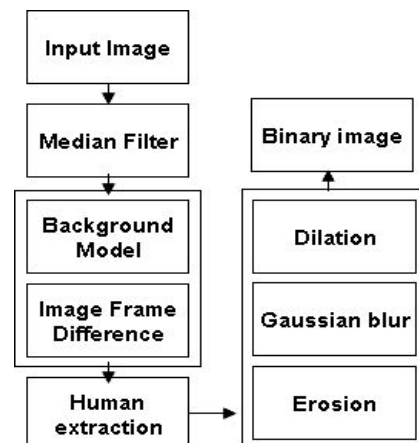 Input Image
Median Filter
Background
Model
Image Frame
Difference
Human
extraction
Binary image
Dilation
Gaussian blur
Erosion